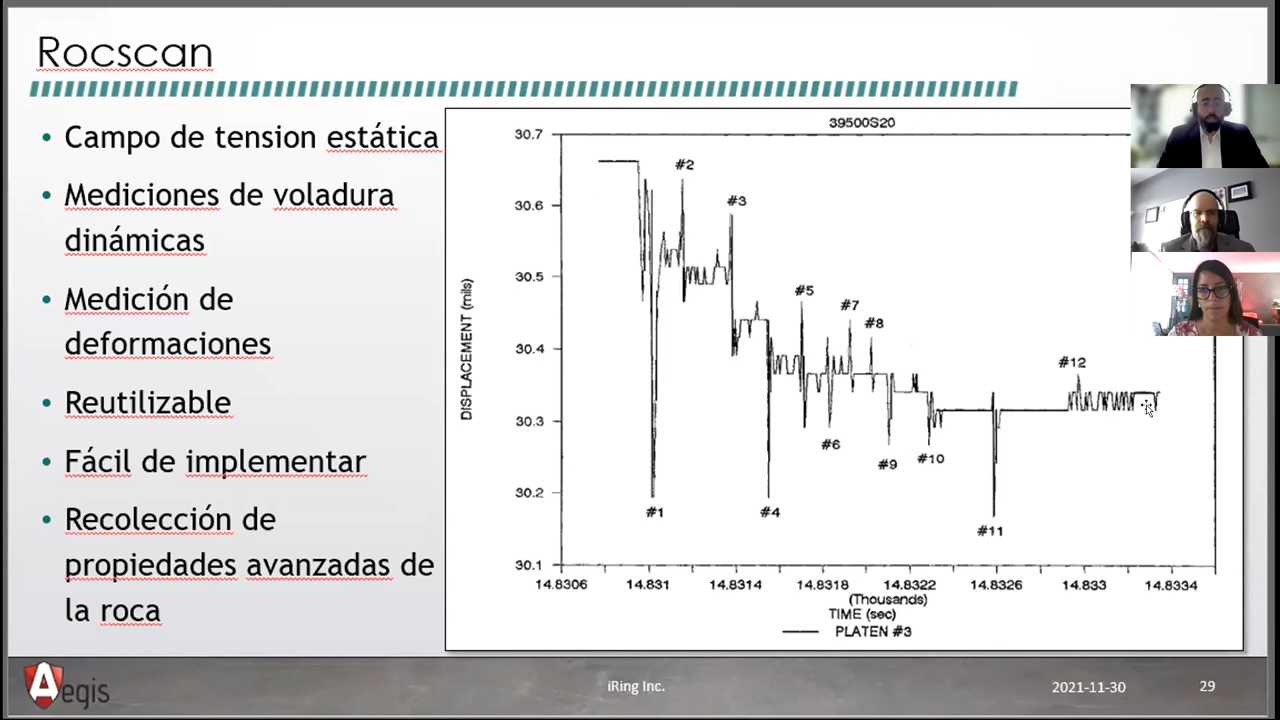 Rocscan
• Campo de tension estática
• Mediciones de voladura
dinámicas
• Medición de
deformaciones
• Reutilizable
• Fácil de implementar
• Recolección de
propiedades avanzadas de
la roca
39500S20
30.7
30.6
30.5
30.4
30.3
30.2
30.1
DISPLACEMENT (mils)
#2
#3
#5
#7
#8
#12
#6
#9
#10
#1
#4
#11
14.8306 14.831 14.8314 14.8318 14.8322 14.8326 14.833 14.8334
(Thousands)
TIME (sec)
PLATEN #3
Aegis
iRing Inc.
2021-11-30
29